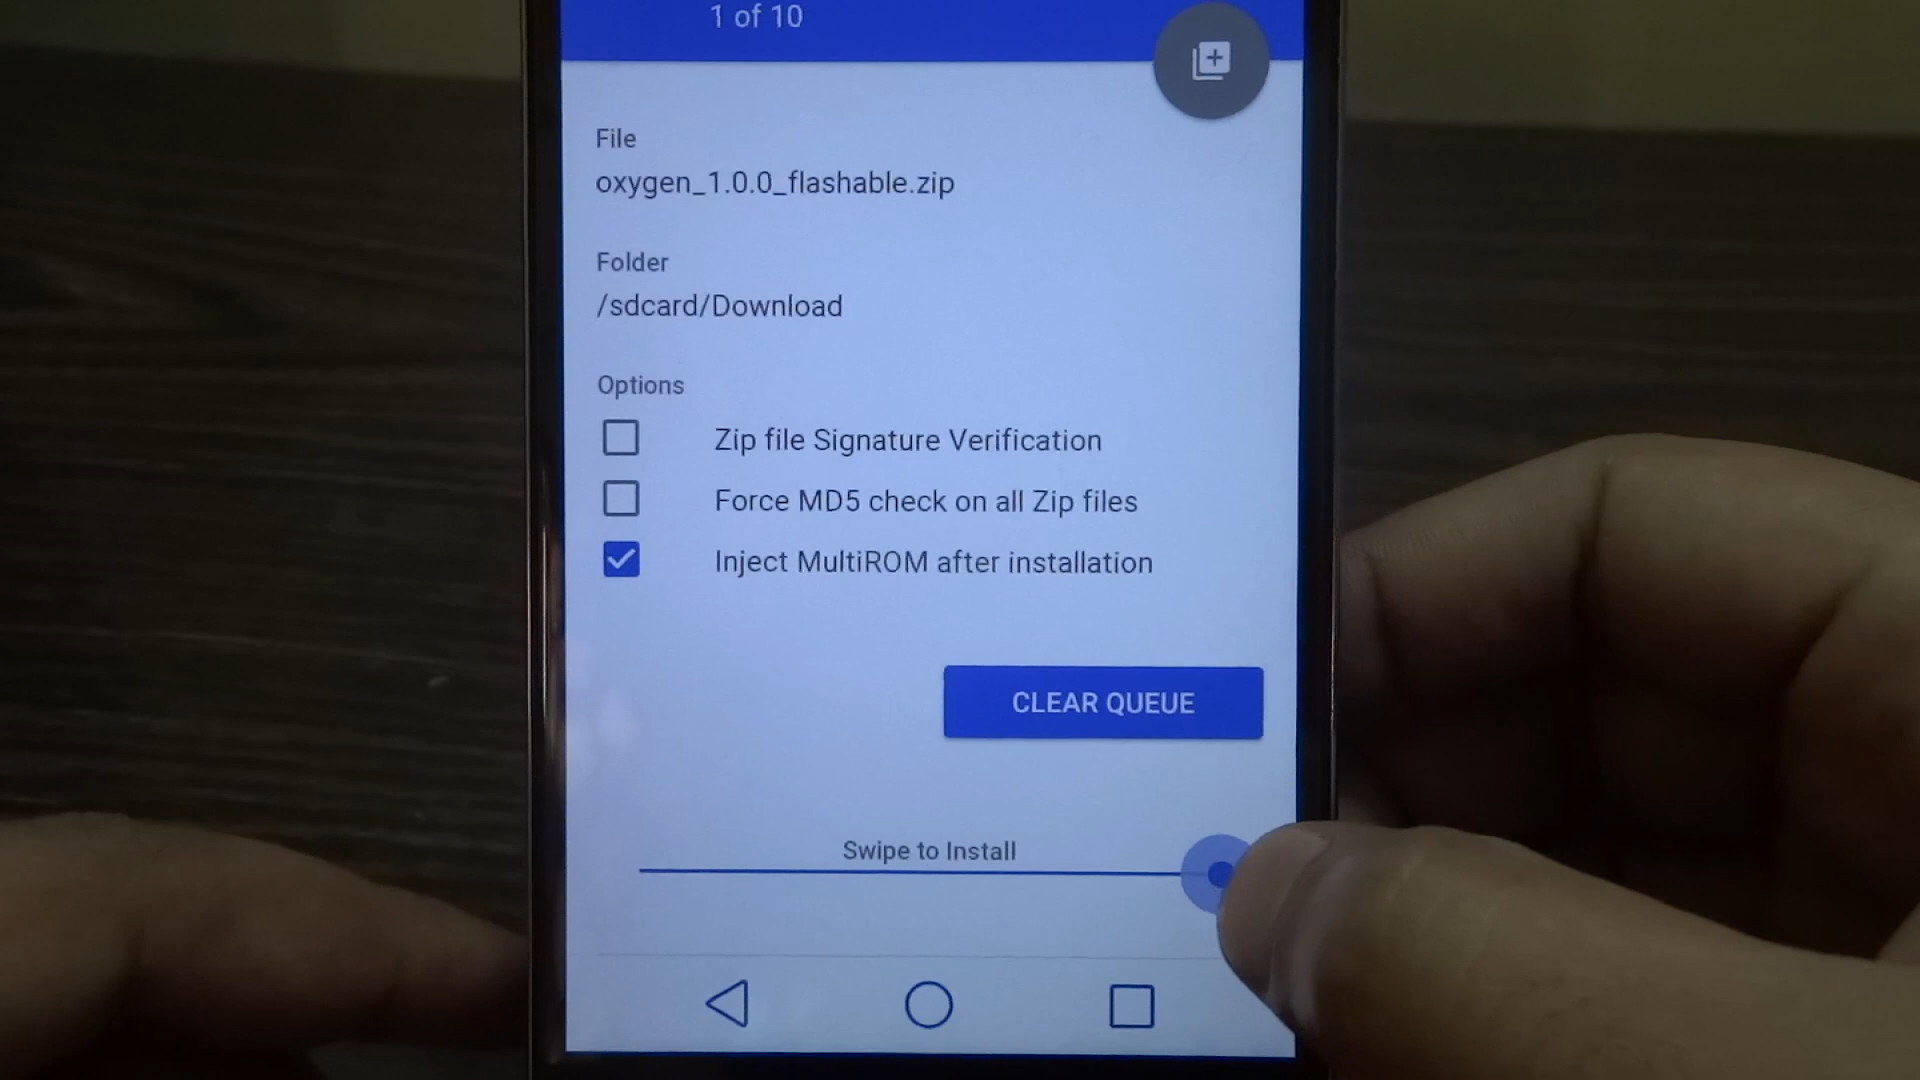 1 of 10
File
oxygen_1.0.0_flashable.zip
Folder
/sdcard/Download
Options
Zip file Signature Verification
Force MD5 check on all Zip files
Inject MultiROM after installation
CLEAR QUEUE
Swipe to Install